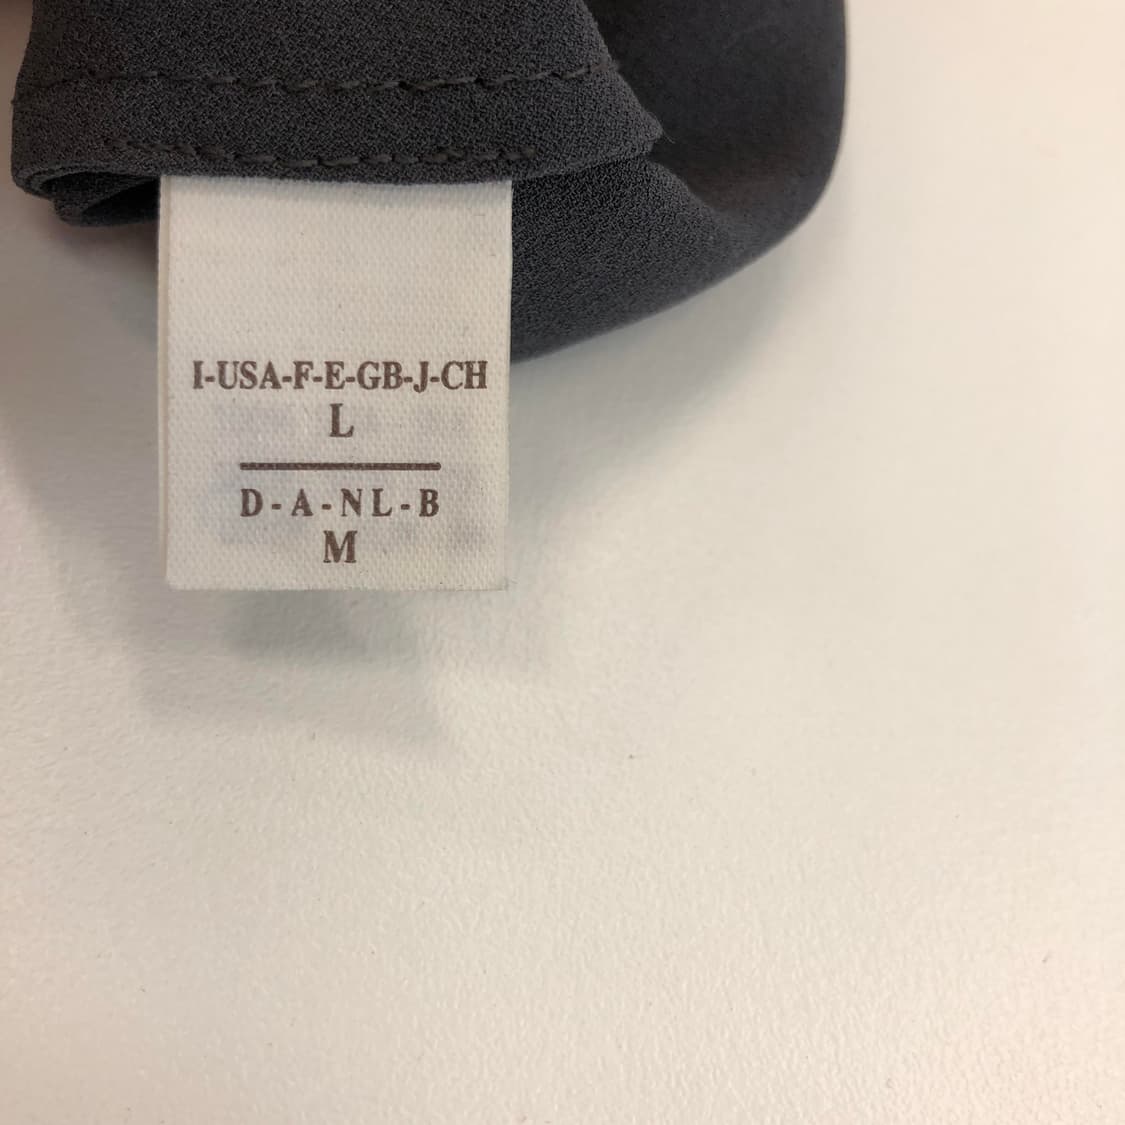 I-USA-F-E-GB-J-CH
L
D-A-NL-B
M